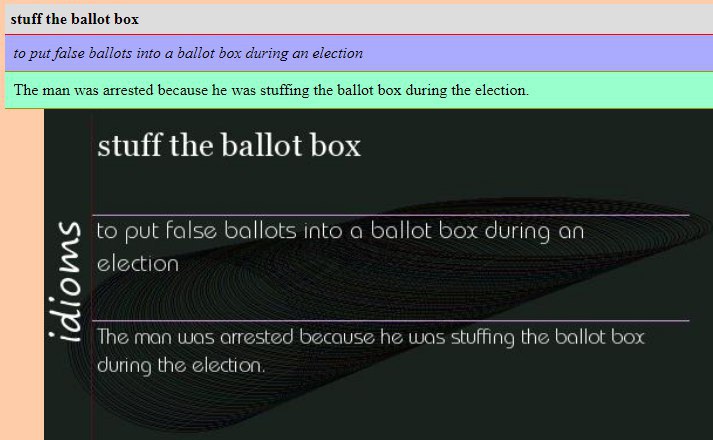 stuff the ballot box
to put false ballots into a ballot box during an election
The man was arrested because he was stuffing the ballot box during the election.
stuff the ballot box
to put false ballots into a ballot box during an
election
The man was arrested because he was stuffing the ballot box
during the election.
idioms